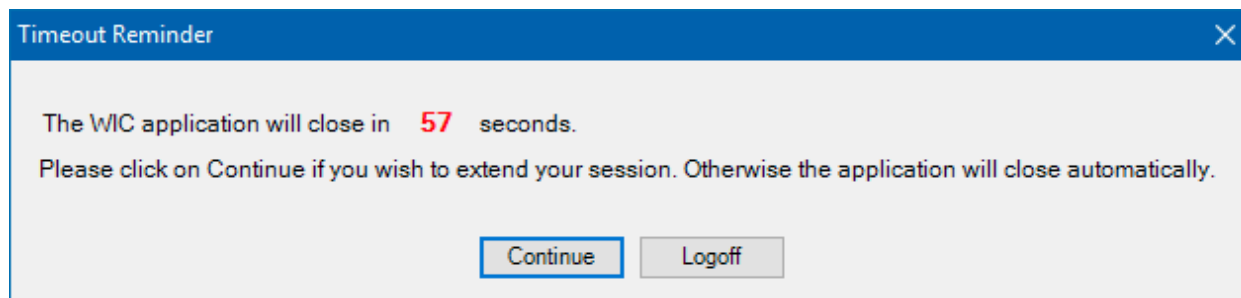 Timeout Reminder
The WIC application will close in 57 seconds.
Please click on Continue if you wish to extend your session. Otherwise the application will close automatically.
Continue Logoff